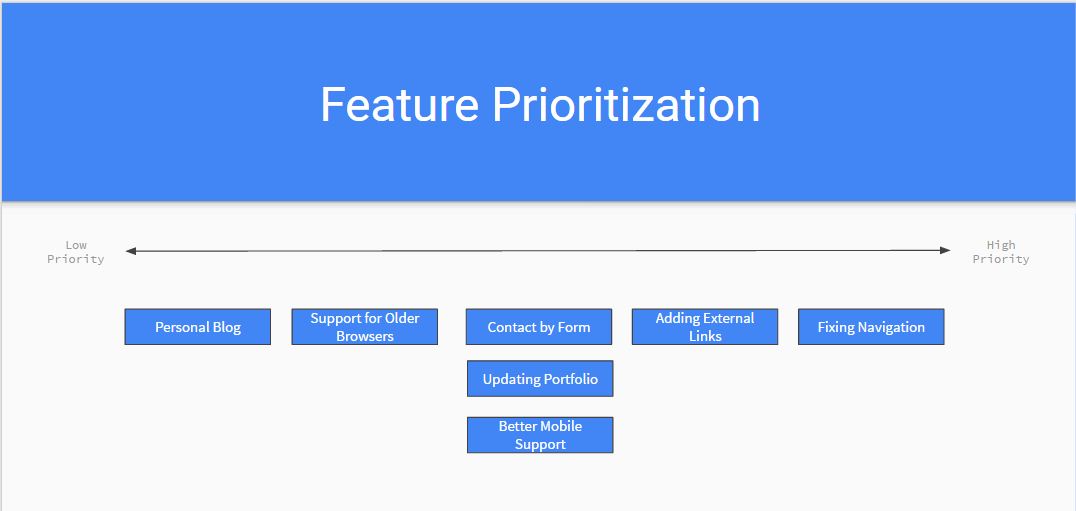 Feature Prioritization
Low
Priority
High
Priority
Personal Blog
Support for Older
Browsers
Contact by Form
Adding External
Links
Fixing Navigation
Updating Portfolio
Better Mobile
Support